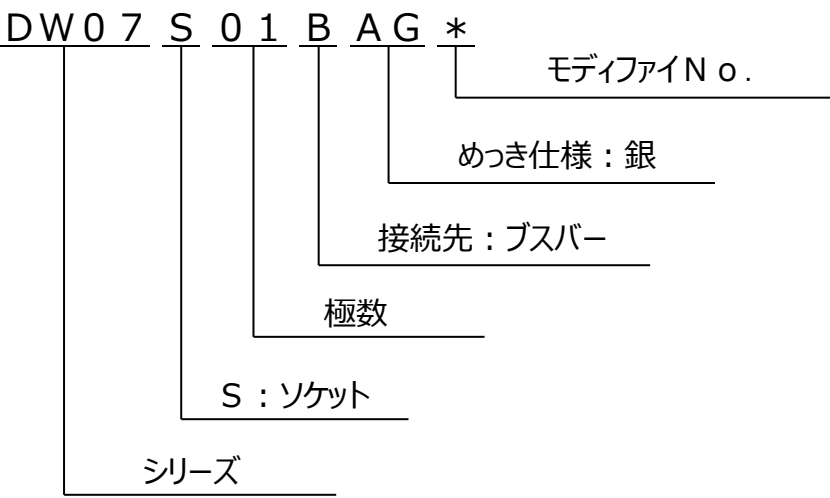 DW07 S 01 B AG *
モディファイNo.
めっき仕様:銀
接続先:ブスバー
極数
S:ソケット
シリーズ